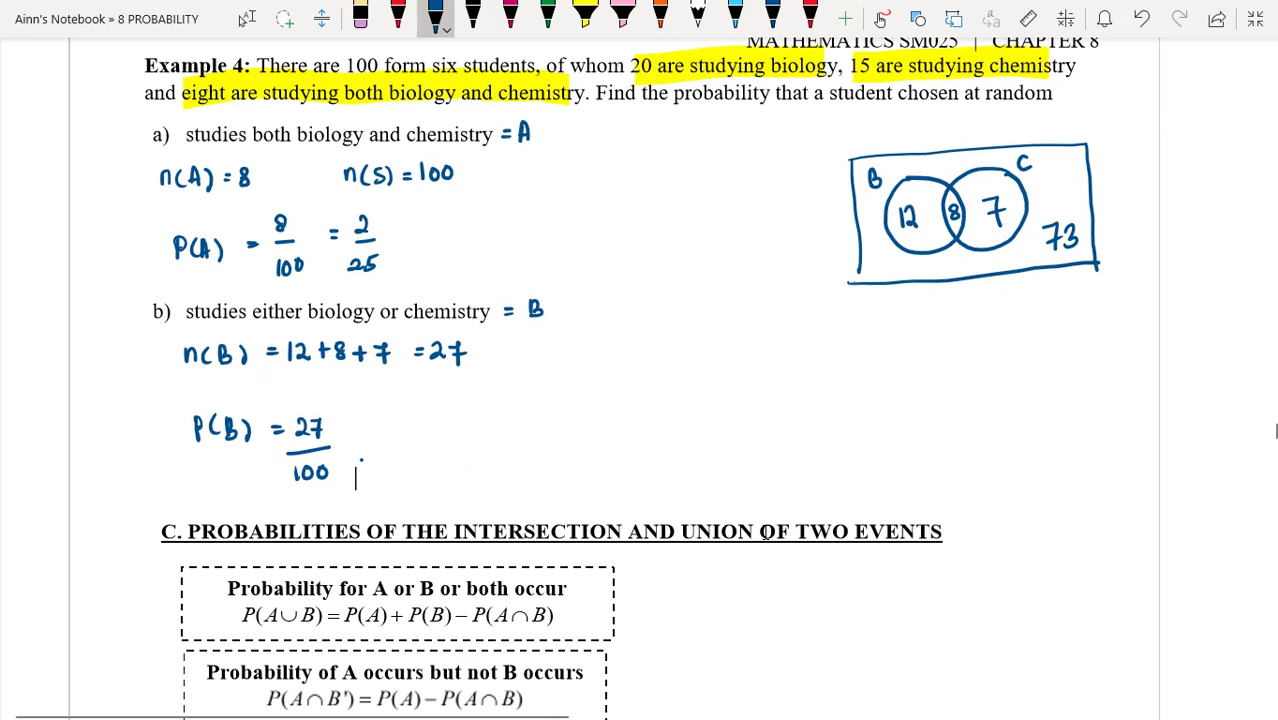 Ainn's Notebook » 8 PROBABILITY
MATHEMATICS SM025 | CHAPTER 8
Example 4: There are 100 form six students, of whom 20 are studying biology, 15 are studying chemistry
and eight are studying both biology and chemistry. Find the probability that a student chosen at random
a) studies both biology and chemistry = A
n(A) = 8 n(S) = 100
P(A) = 8/100 = 2/25
B C
12 8 7
73
b) studies either biology or chemistry = B
n(B) = 12 + 8 + 7 = 27
P(B) = 27/100
C. PROBABILITIES OF THE INTERSECTION AND UNION OF TWO EVENTS
Probability for A or B or both occur
P(A∪B) = P(A) + P(B) − P(A∩B)
Probability of A occurs but not B occurs
P(A∩B') = P(A) − P(A∩B)